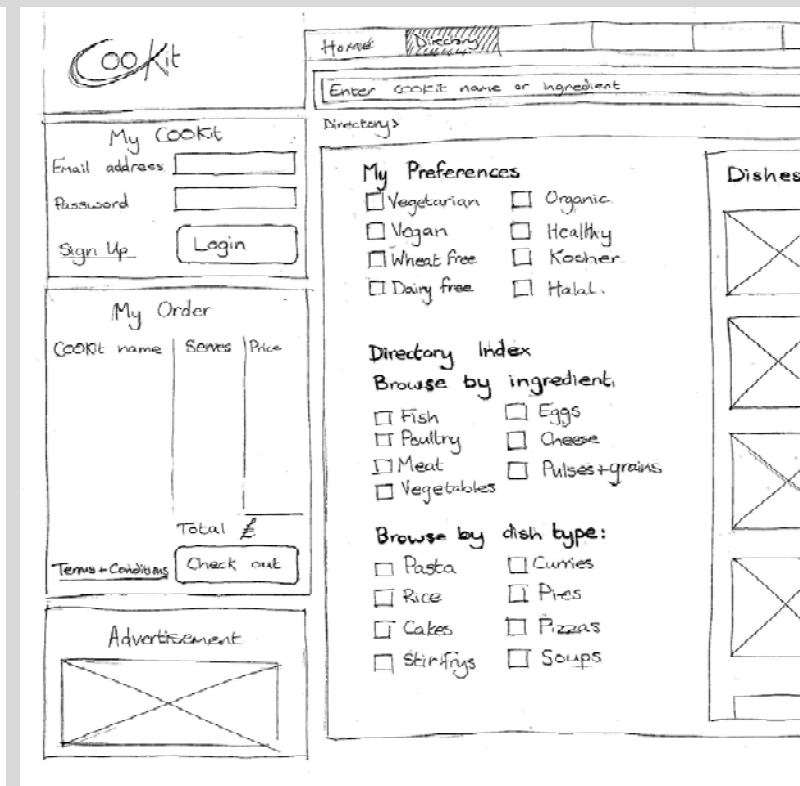 CooKit
Home Directory
Enter COOKit name or ingredient
Directory>
My COOKit
Email address
Password
Sign Up Login
My Order
COOKit name Serves Price
Total £
Terms + Conditions Check out
Advertisement
My Preferences
Vegetarian Organic
Vegan Healthy
Wheat free Kosher
Dairy free Halal.
Directory Index
Browse by ingredient,
Fish Eggs
Poultry Cheese
Meat Pulses+grains
Vegetables
Browse by dish type:
Pasta Curries
Rice Pies
Cakes Pizzas
Stirfrys Soups
Dishes